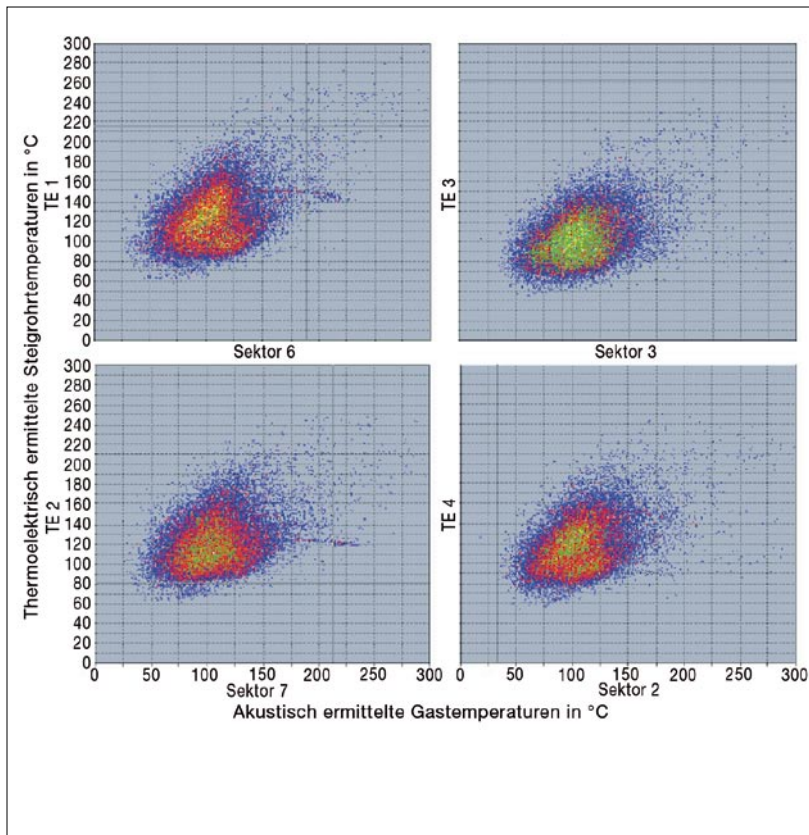 Thermoelektrisch ermittelte Steigrohrtemperaturen in °C
300
280
260
240
220
200
180
160
140
120
100
80
60
40
20
0
TE 1
Sektor 6
TE 3
Sektor 3
300
280
260
240
220
200
180
160
140
120
100
80
60
40
20
0
TE 2
0 50 100 150 200 250 300
Sektor 7
TE 4
0 50 100 150 200 250 300
Sektor 2
Akustisch ermittelte Gastemperaturen in °C